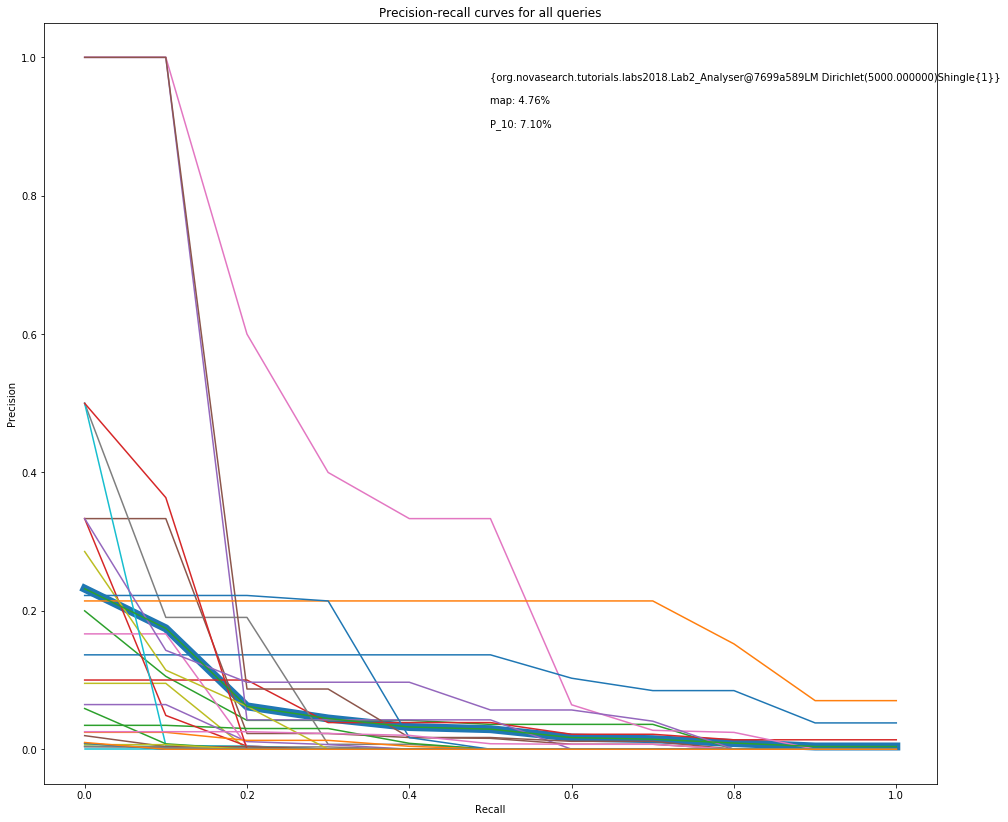 Precision-recall curves for all queries
1.0
{org.novasearch.tutorials.labs2018.Lab2_Analyser@7699a589LM Dirichlet(5000.000000)Shingle{1}}
map: 4.76%
P_10: 7.10%
0.8
0.6
Precision
0.4
0.2
0.0
0.0 0.2 0.4 0.6 0.8 1.0
Recall